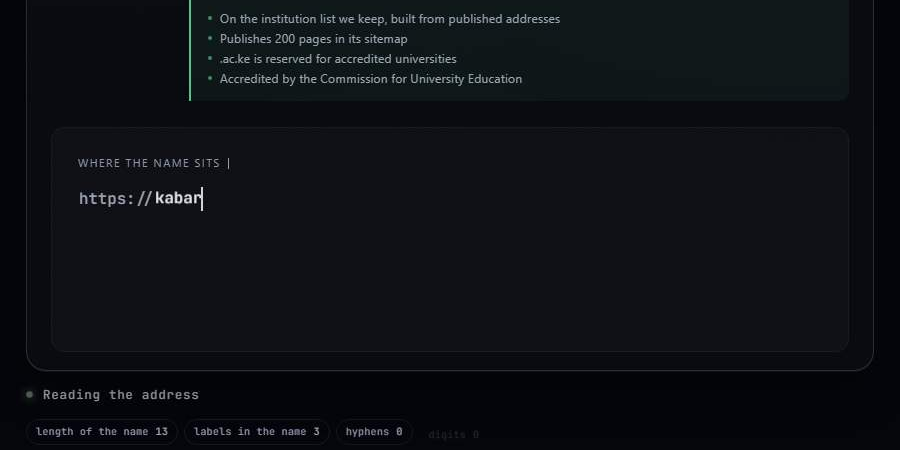 On the institution list we keep, built from published addresses
Publishes 200 pages in its sitemap
.ac.ke is reserved for accredited universities
Accredited by the Commission for University Education
WHERE THE NAME SITS
https://kabar
Reading the address
length of the name 13
labels in the name 3
hyphens 0
digits 0